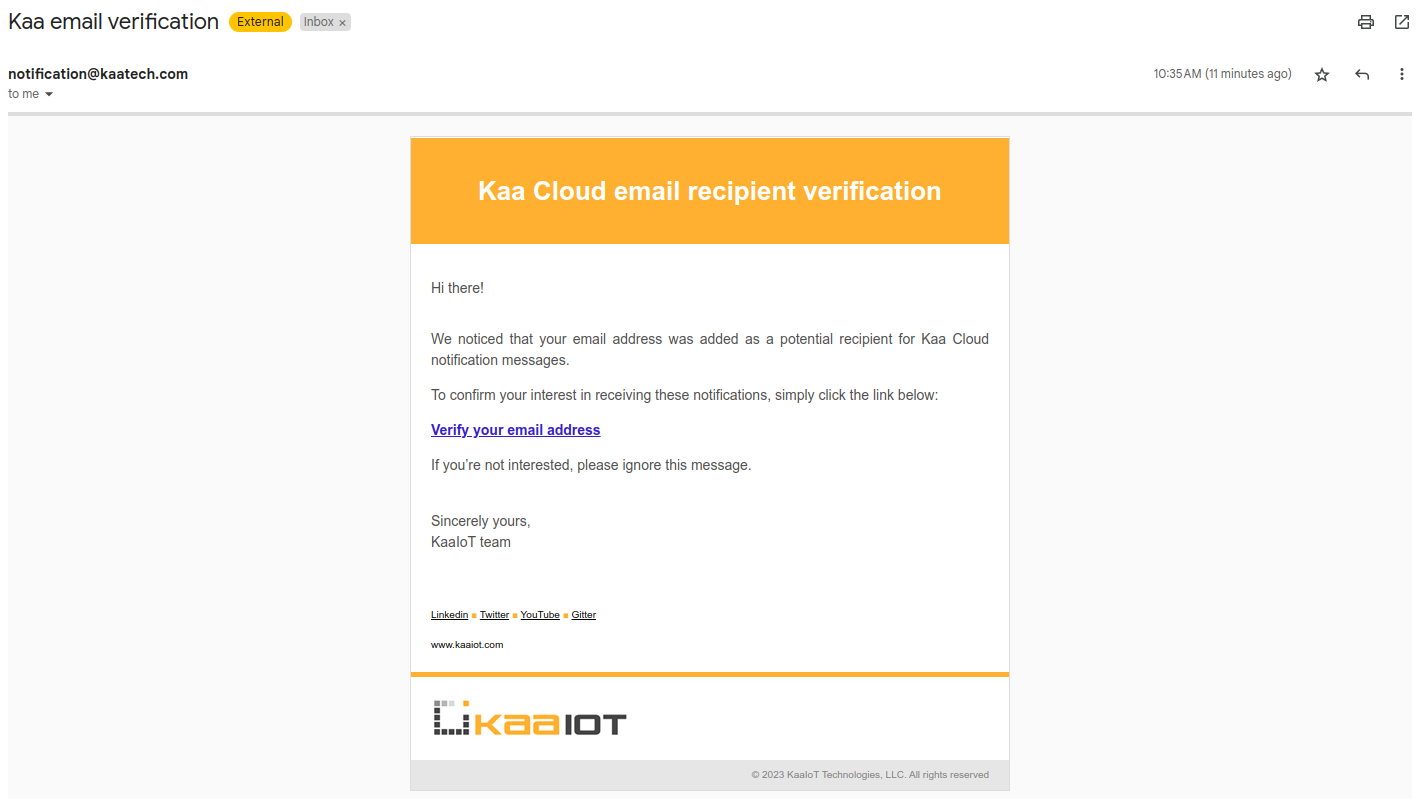 Kaa email verification External Inbox ×
notification@kaatech.com 10:35 AM (11 minutes ago)
to me
Kaa Cloud email recipient verification
Hi there!
We noticed that your email address was added as a potential recipient for Kaa Cloud
notification messages.
To confirm your interest in receiving these notifications, simply click the link below:
Verify your email address
If you’re not interested, please ignore this message.
Sincerely yours,
KaaIoT team
Linkedin ■ Twitter ■ YouTube ■ Gitter
www.kaaiot.com
kaaIOT
© 2023 KaaIoT Technologies, LLC. All rights reserved